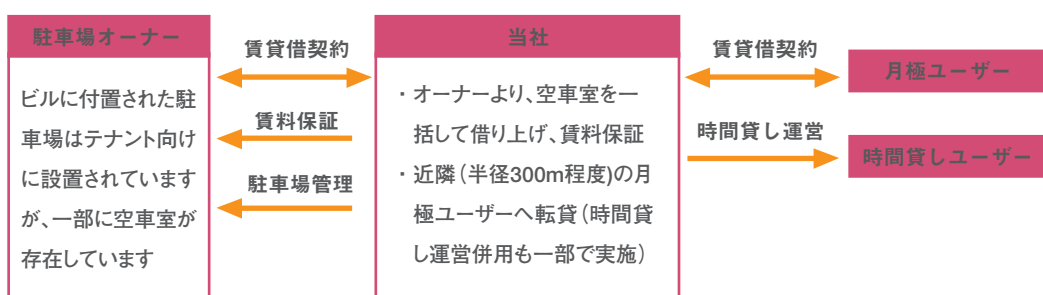 駐車場オーナー
ビルに付置された駐
車場はテナント向け
に設置されています
が、一部に空車室が
存在しています
賃貸借契約
賃料保証
駐車場管理
当社
・オーナーより、空車室を一
括して借り上げ、賃料保証
・近隣(半径300m程度)の月
極ユーザーへ転貸(時間貸
し運営併用も一部で実施)
賃貸借契約
時間貸し運営
月極ユーザー
時間貸しユーザー